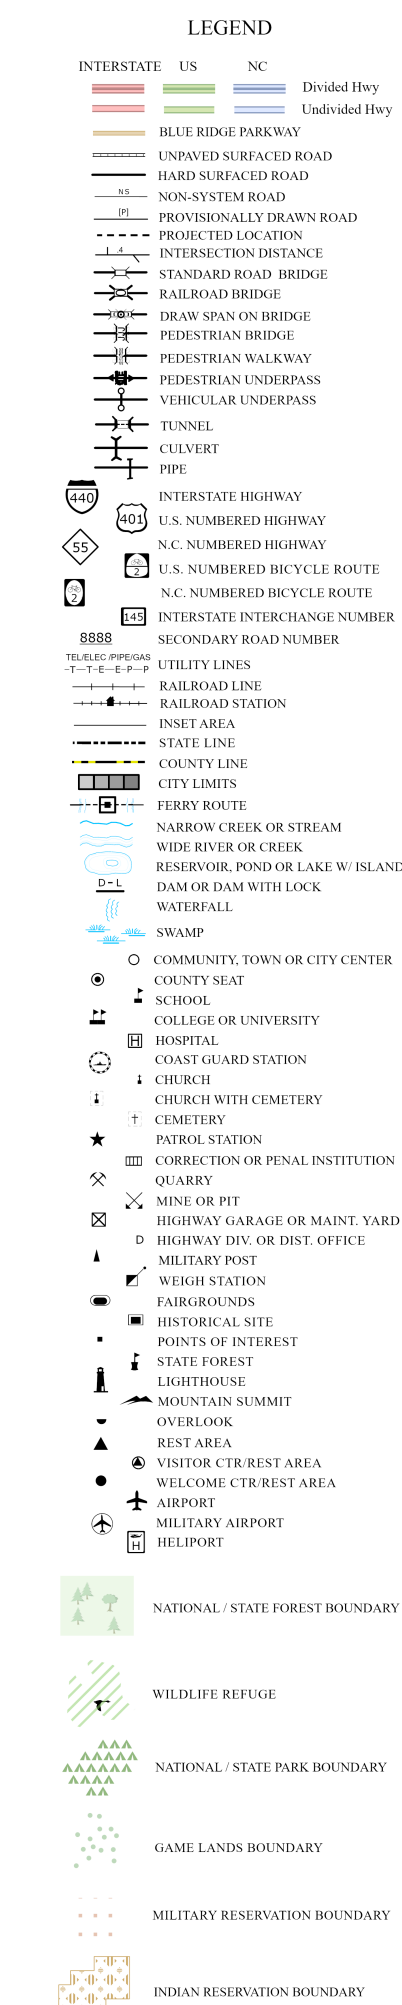 LEGEND
INTERSTATE US NC
Divided Hwy
Undivided Hwy
BLUE RIDGE PARKWAY
UNPAVED SURFACED ROAD
HARD SURFACED ROAD
NS NON-SYSTEM ROAD
[P] PROVISIONALLY DRAWN ROAD
PROJECTED LOCATION
.4 INTERSECTION DISTANCE
STANDARD ROAD BRIDGE
RAILROAD BRIDGE
DRAW SPAN ON BRIDGE
PEDESTRIAN BRIDGE
PEDESTRIAN WALKWAY
PEDESTRIAN UNDERPASS
VEHICULAR UNDERPASS
TUNNEL
CULVERT
PIPE
440 INTERSTATE HIGHWAY
401 U.S. NUMBERED HIGHWAY
55 N.C. NUMBERED HIGHWAY
2 U.S. NUMBERED BICYCLE ROUTE
2 N.C. NUMBERED BICYCLE ROUTE
145 INTERSTATE INTERCHANGE NUMBER
8888 SECONDARY ROAD NUMBER
TEL/ELEC /PIPE/GAS
–T—T–E–E–P–P UTILITY LINES
RAILROAD LINE
RAILROAD STATION
INSET AREA
STATE LINE
COUNTY LINE
CITY LIMITS
FERRY ROUTE
NARROW CREEK OR STREAM
WIDE RIVER OR CREEK
RESERVOIR, POND OR LAKE W/ ISLAND
D–L DAM OR DAM WITH LOCK
WATERFALL
SWAMP
COMMUNITY, TOWN OR CITY CENTER
COUNTY SEAT
SCHOOL
COLLEGE OR UNIVERSITY
H HOSPITAL
COAST GUARD STATION
CHURCH
CHURCH WITH CEMETERY
CEMETERY
PATROL STATION
CORRECTION OR PENAL INSTITUTION
QUARRY
MINE OR PIT
HIGHWAY GARAGE OR MAINT. YARD
D HIGHWAY DIV. OR DIST. OFFICE
MILITARY POST
WEIGH STATION
FAIRGROUNDS
HISTORICAL SITE
POINTS OF INTEREST
STATE FOREST
LIGHTHOUSE
MOUNTAIN SUMMIT
OVERLOOK
REST AREA
VISITOR CTR/REST AREA
WELCOME CTR/REST AREA
AIRPORT
MILITARY AIRPORT
H HELIPORT
NATIONAL / STATE FOREST BOUNDARY
WILDLIFE REFUGE
NATIONAL / STATE PARK BOUNDARY
GAME LANDS BOUNDARY
MILITARY RESERVATION BOUNDARY
INDIAN RESERVATION BOUNDARY